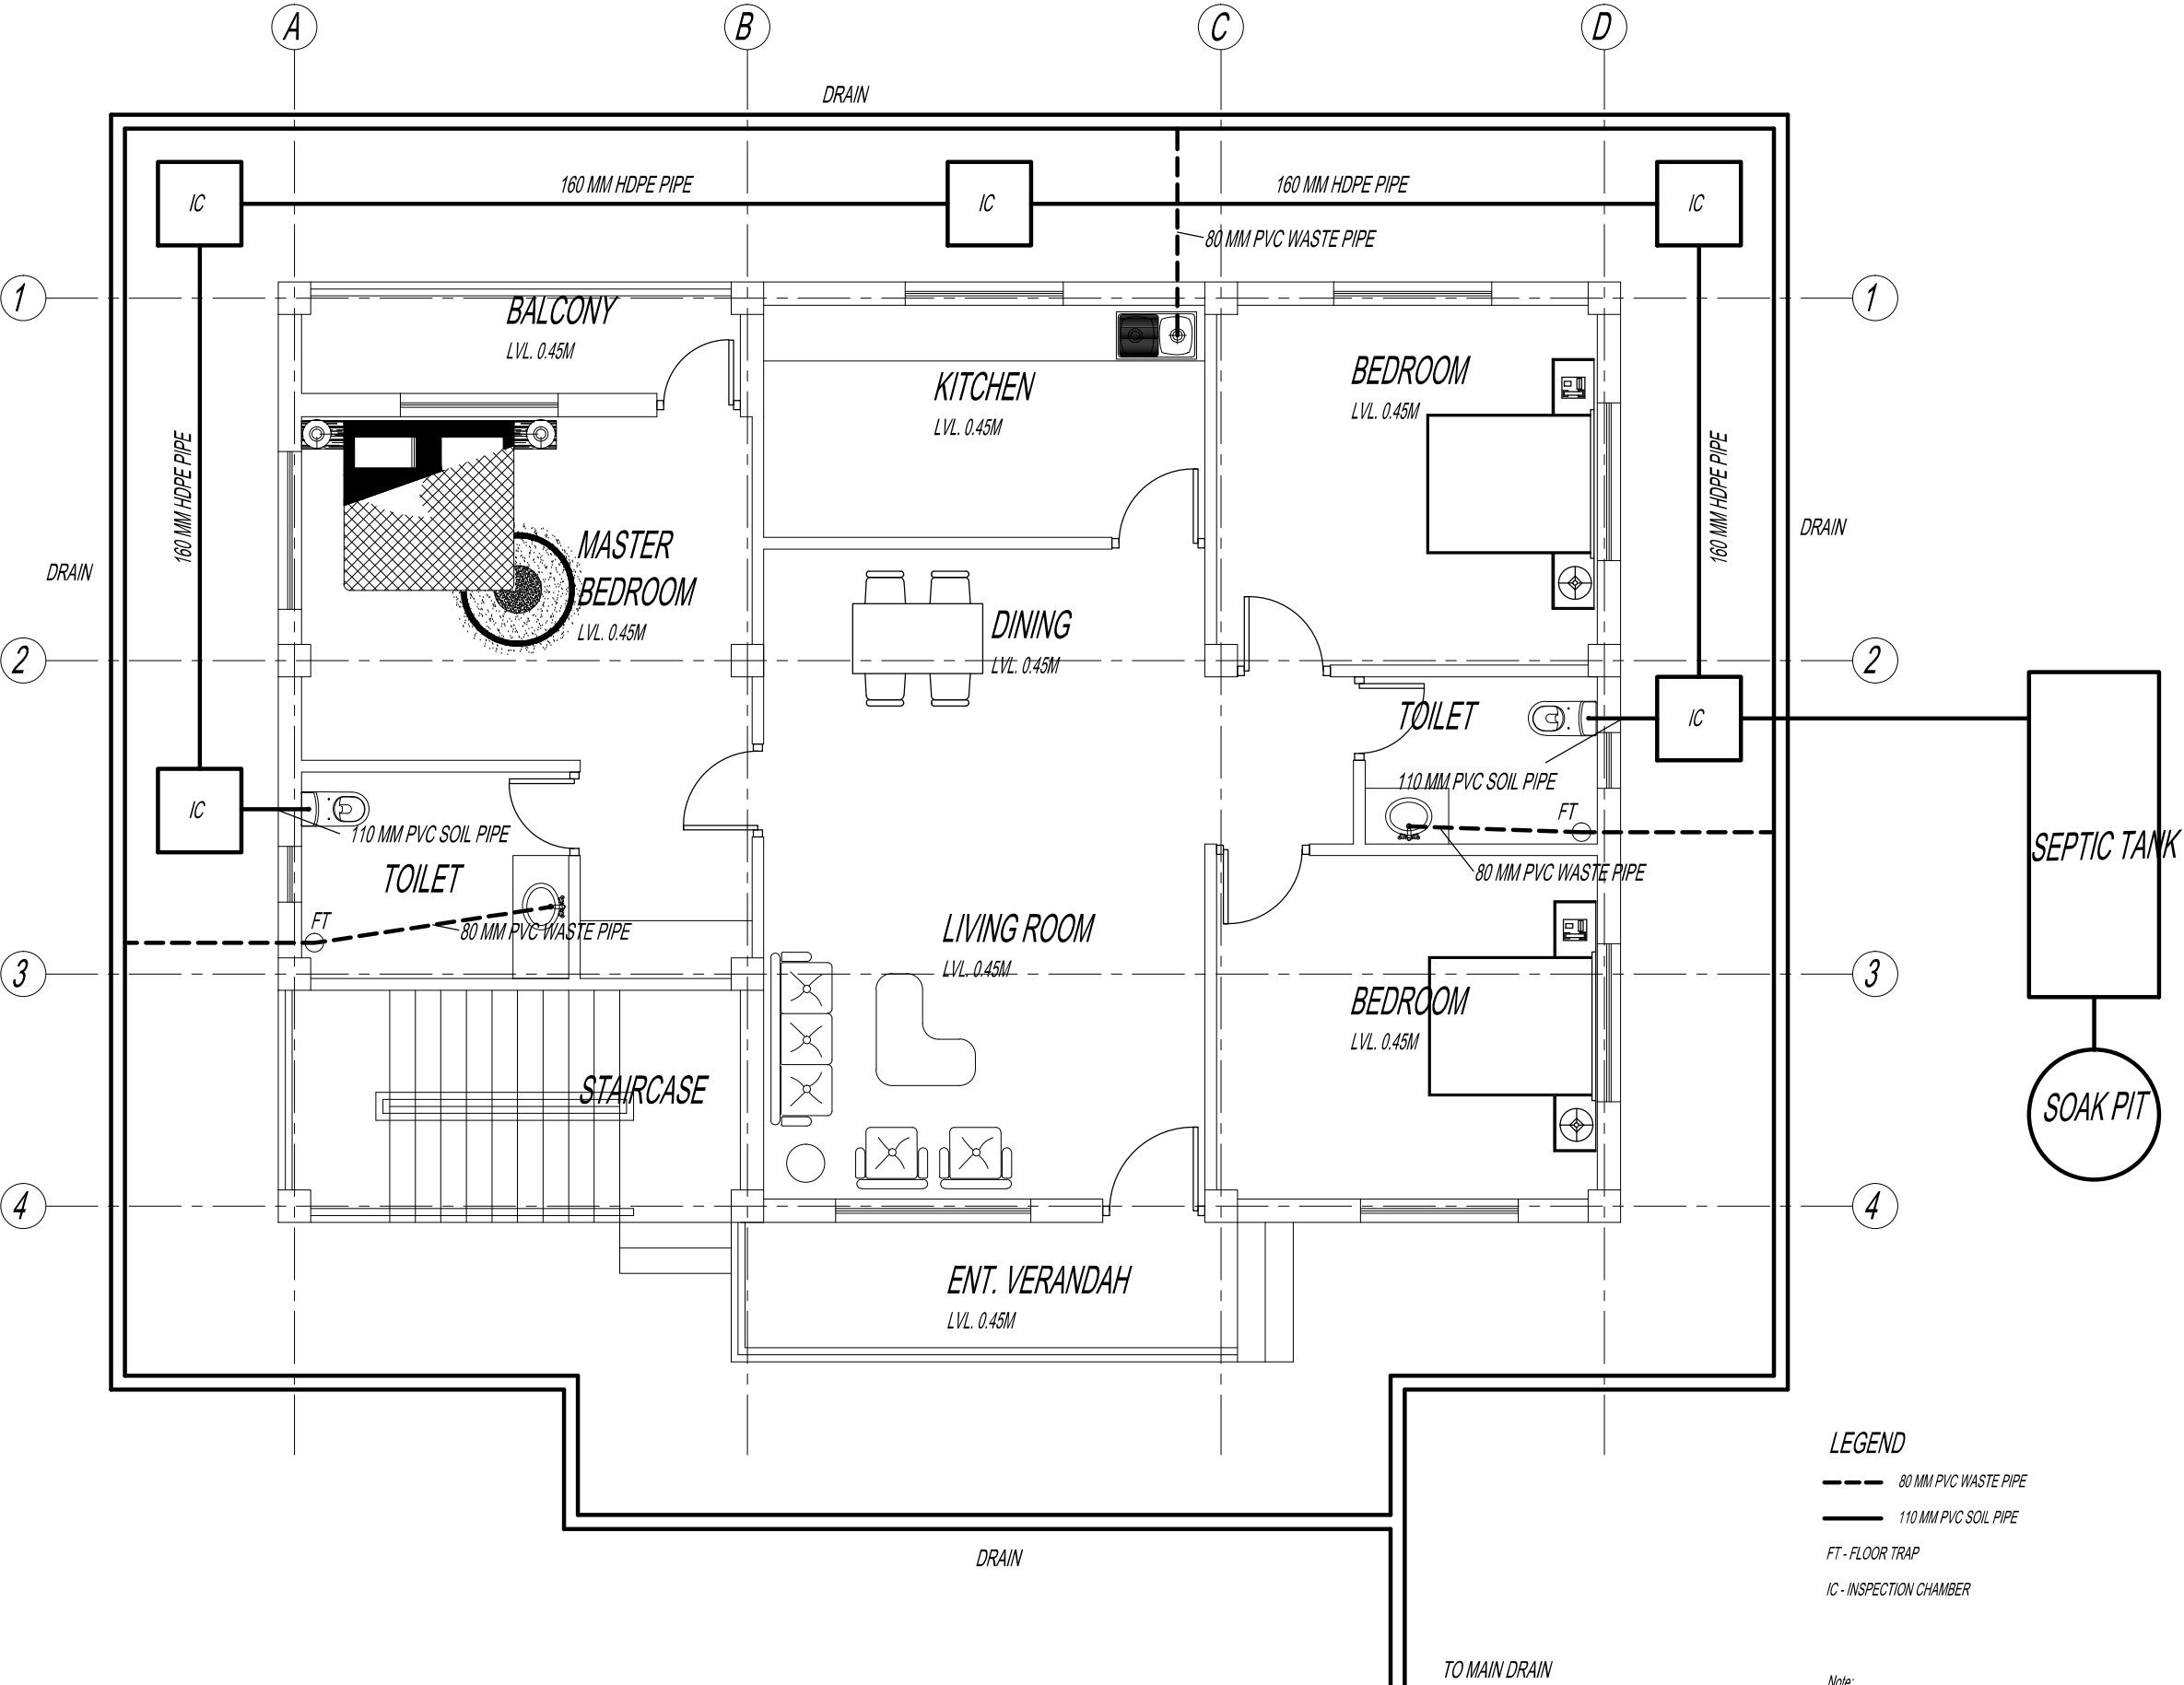 A
B
C
D
DRAIN
160 MM HDPE PIPE
160 MM HDPE PIPE
IC
IC
IC
80 MM PVC WASTE PIPE
1
1
BALCONY
LVL. 0.45M
KITCHEN
LVL. 0.45M
BEDROOM
LVL. 0.45M
160 MM HDPE PIPE
160 MM HDPE PIPE
DRAIN
DRAIN
MASTER
BEDROOM
LVL. 0.45M
DINING
LVL. 0.45M
2
2
TOILET
IC
110 MM PVC SOIL PIPE
FT
IC
110 MM PVC SOIL PIPE
TOILET
80 MM PVC WASTE PIPE
SEPTIC TANK
FT
80 MM PVC WASTE PIPE
LIVING ROOM
LVL. 0.45M
3
3
BEDROOM
LVL. 0.45M
STAIRCASE
SOAK PIT
4
4
ENT. VERANDAH
LVL. 0.45M
LEGEND
80 MM PVC WASTE PIPE
110 MM PVC SOIL PIPE
FT - FLOOR TRAP
IC - INSPECTION CHAMBER
DRAIN
TO MAIN DRAIN
Note: